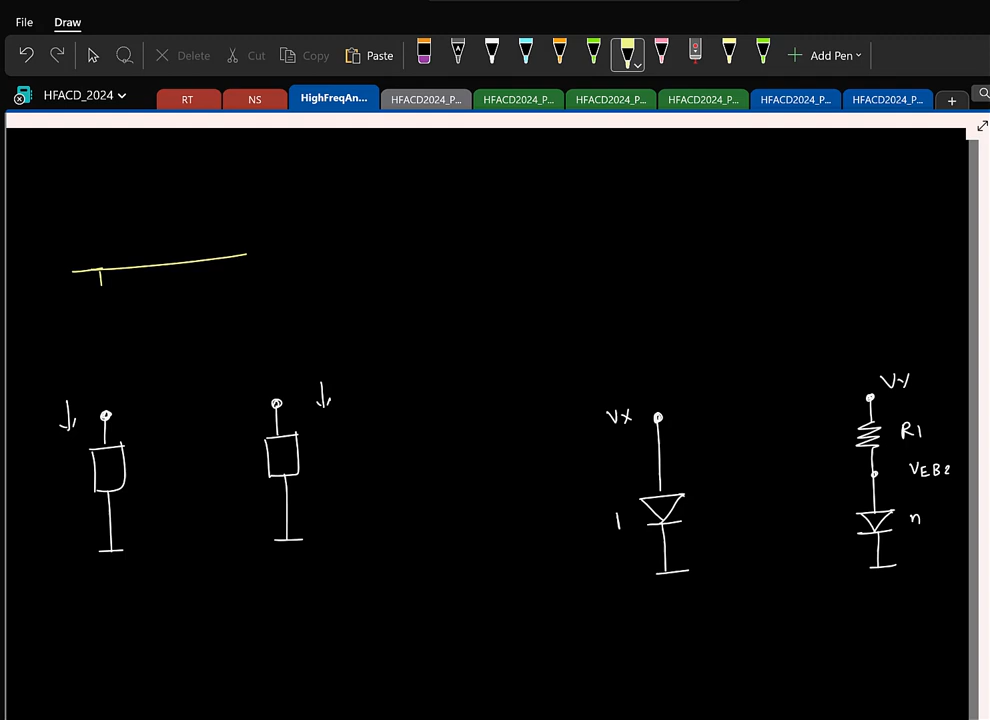 File
Draw
Delete
Cut
Copy
Paste
Add Pen
HFACD_2024
RT
NS
HighFreqAn...
HFACD2024_P...
HFACD2024_P...
HFACD2024_P...
HFACD2024_P...
HFACD2024_P...
HFACD2024_P...
VY
VX
R1
VEB2
1
n